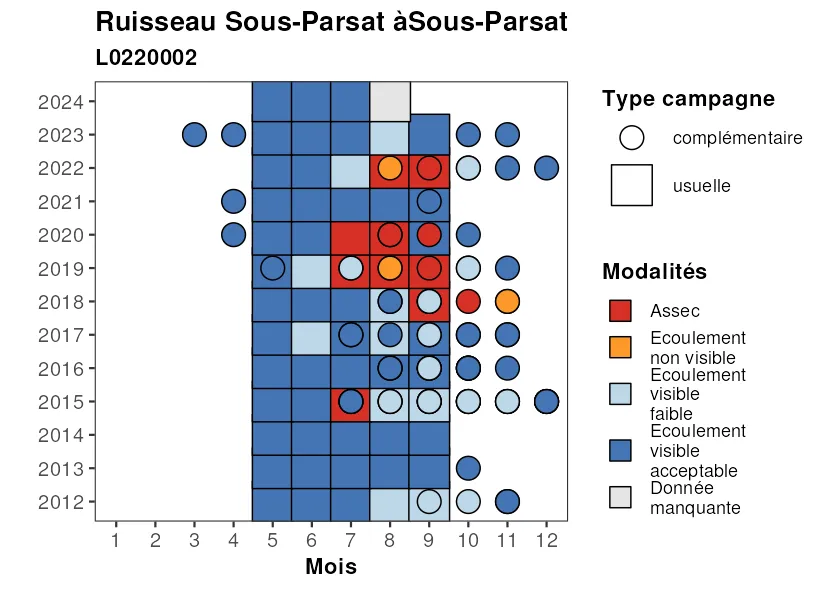 Ruisseau Sous-Parsat àSous-Parsat
L0220002
2024
2023
2022
2021
2020
2019
2018
2017
2016
2015
2014
2013
2012
1 2 3 4 5 6 7 8 9 10 11 12
Mois
Type campagne
complémentaire
usuelle
Modalités
Assec
Ecoulement
non visible
Ecoulement
visible
faible
Ecoulement
visible
acceptable
Donnée
manquante